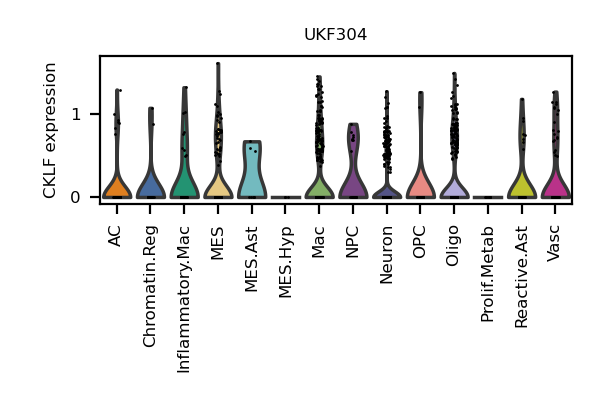 UKF304
CKLF expression
1
0
AC
Chromatin.Reg
Inflammatory.Mac
MES
MES.Ast
MES.Hyp
Mac
NPC
Neuron
OPC
Oligo
Prolif.Metab
Reactive.Ast
Vasc